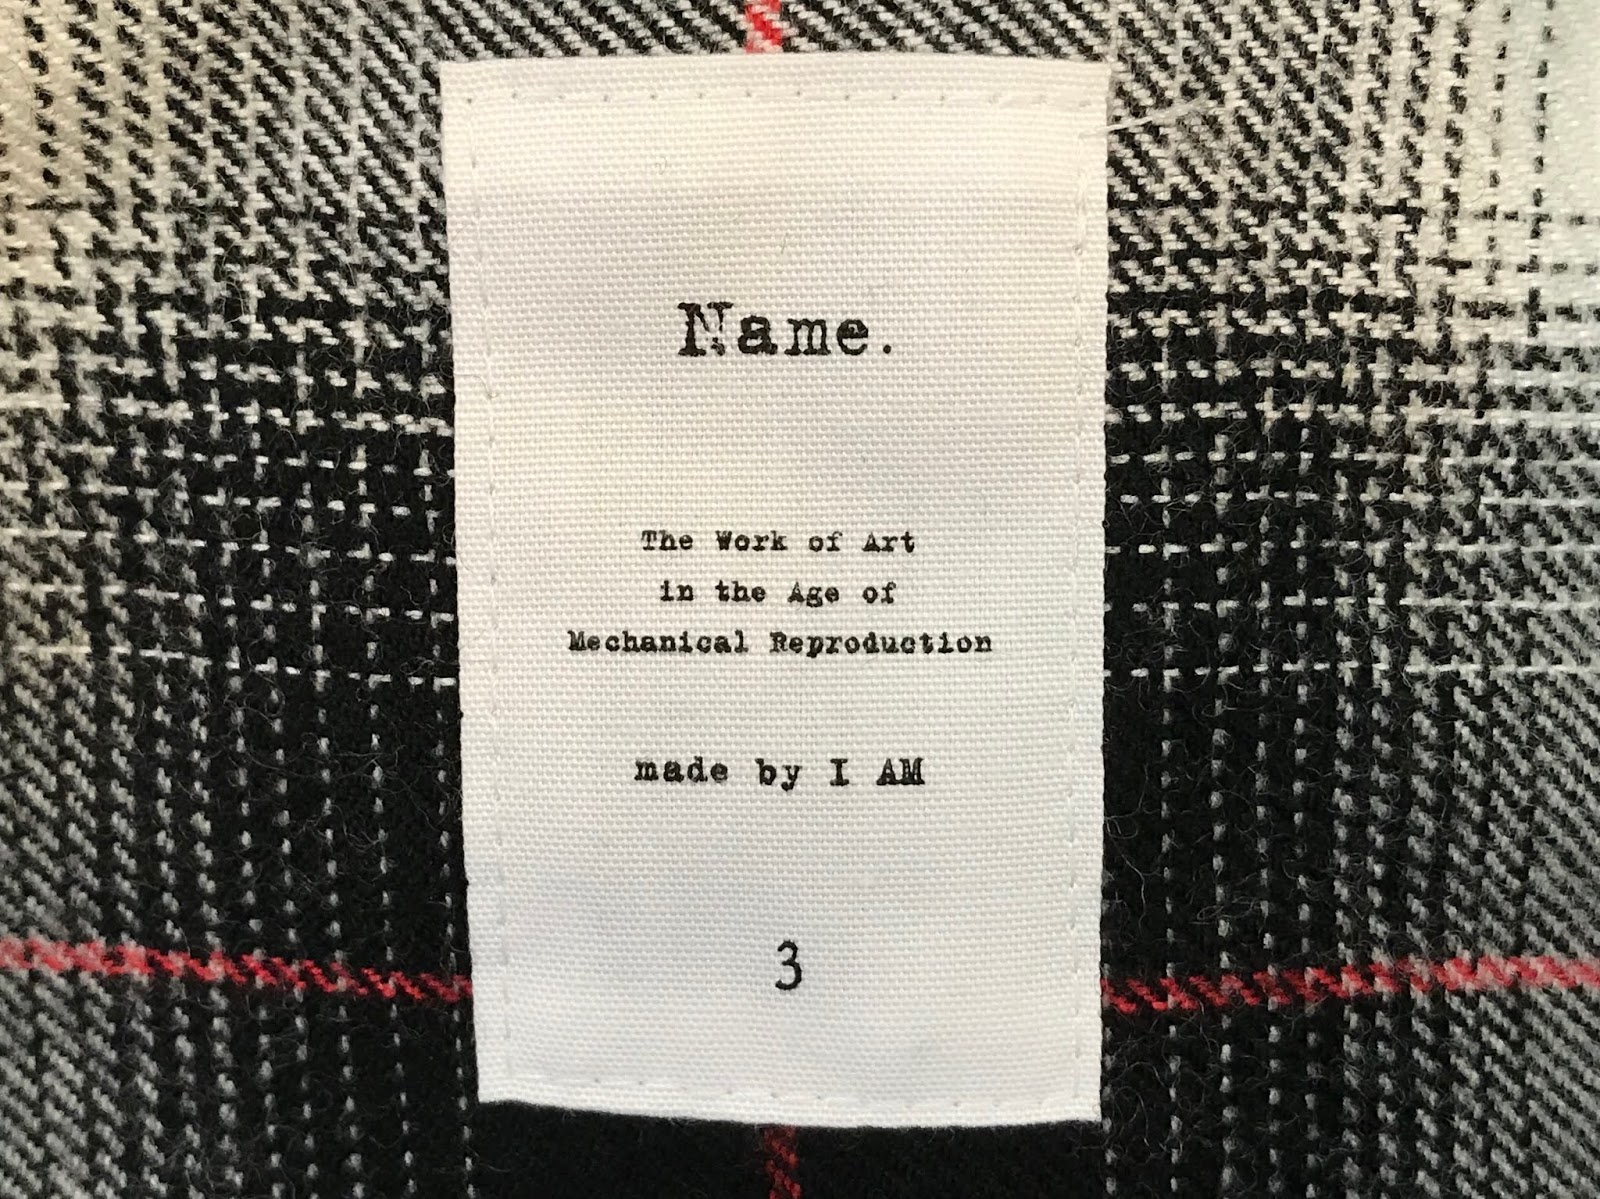 Name.
The Work of Art
in the Age of
Mechanical Reproduction
made by I AM
3